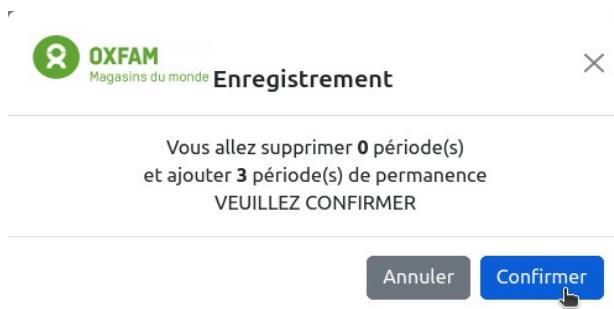 OXFAM
Magasins du monde
Enregistrement
Vous allez supprimer 0 période(s)
et ajouter 3 période(s) de permanence
VEUILLEZ CONFIRMER
Annuler
Confirmer